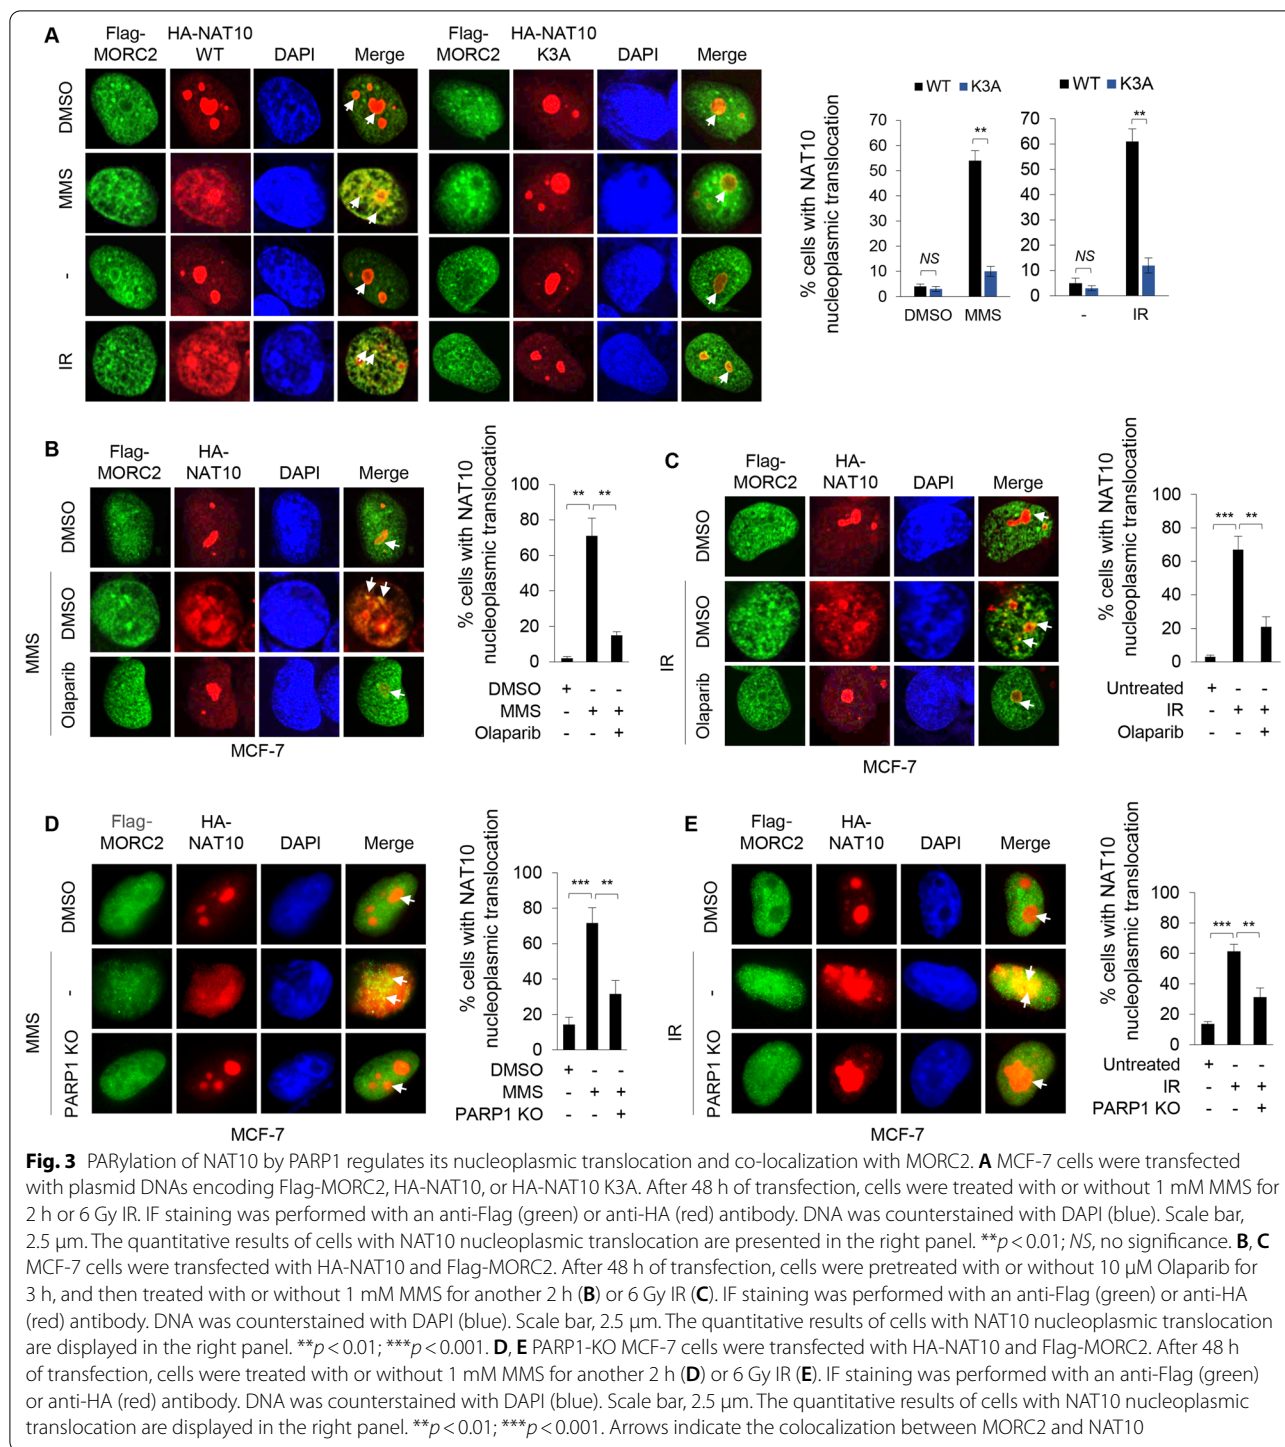 A
Flag-
MORC2
HA-NAT10
WT
DAPI
Merge
Flag-
MORC2
HA-NAT10
K3A
DAPI
Merge
DMSO
MMS
-
IR
WT K3A
% cells with NAT10
nucleoplasmic translocation
70
60
50
40
30
20
10
0
NS
**
DMSO MMS
WT K3A
70
60
50
40
30
20
10
0
NS
**
- IR
B
Flag-
MORC2
HA-
NAT10
DAPI
Merge
DMSO
MMS
DMSO
Olaparib
MCF-7
% cells with NAT10
nucleoplasmic translocation
100
80
60
40
20
0
** **
DMSO + - -
MMS - + +
Olaparib - - +
C
Flag-
MORC2
HA-
NAT10
DAPI
Merge
DMSO
IR
DMSO
Olaparib
MCF-7
% cells with NAT10
nucleoplasmic translocation
100
80
60
40
20
0
*** **
Untreated + - -
IR - + +
Olaparib - - +
D
Flag-
MORC2
HA-
NAT10
DAPI
Merge
DMSO
MMS
-
PARP1 KO
MCF-7
% cells with NAT10
nucleoplasmic translocation
100
80
60
40
20
0
*** **
DMSO + - -
MMS - + +
PARP1 KO - - +
E
Flag-
MORC2
HA-
NAT10
DAPI
Merge
DMSO
IR
-
PARP1 KO
MCF-7
% cells with NAT10
nucleoplasmic translocation
100
80
60
40
20
0
*** **
Untreated + - -
IR - + +
PARP1 KO - - +
Fig. 3 PARylation of NAT10 by PARP1 regulates its nucleoplasmic translocation and co-localization with MORC2. A MCF-7 cells were transfected
with plasmid DNAs encoding Flag-MORC2, HA-NAT10, or HA-NAT10 K3A. After 48 h of transfection, cells were treated with or without 1 mM MMS for
2 h or 6 Gy IR. IF staining was performed with an anti-Flag (green) or anti-HA (red) antibody. DNA was counterstained with DAPI (blue). Scale bar,
2.5 μm. The quantitative results of cells with NAT10 nucleoplasmic translocation are presented in the right panel. **p < 0.01; NS, no significance. B, C
MCF-7 cells were transfected with HA-NAT10 and Flag-MORC2. After 48 h of transfection, cells were pretreated with or without 10 μM Olaparib for
3 h, and then treated with or without 1 mM MMS for another 2 h (B) or 6 Gy IR (C). IF staining was performed with an anti-Flag (green) or anti-HA
(red) antibody. DNA was counterstained with DAPI (blue). Scale bar, 2.5 μm. The quantitative results of cells with NAT10 nucleoplasmic translocation
are displayed in the right panel. **p < 0.01; ***p < 0.001. D, E PARP1-KO MCF-7 cells were transfected with HA-NAT10 and Flag-MORC2. After 48 h
of transfection, cells were treated with or without 1 mM MMS for another 2 h (D) or 6 Gy IR (E). IF staining was performed with an anti-Flag (green)
or anti-HA (red) antibody. DNA was counterstained with DAPI (blue). Scale bar, 2.5 μm. The quantitative results of cells with NAT10 nucleoplasmic
translocation are displayed in the right panel. **p < 0.01; ***p < 0.001. Arrows indicate the colocalization between MORC2 and NAT10